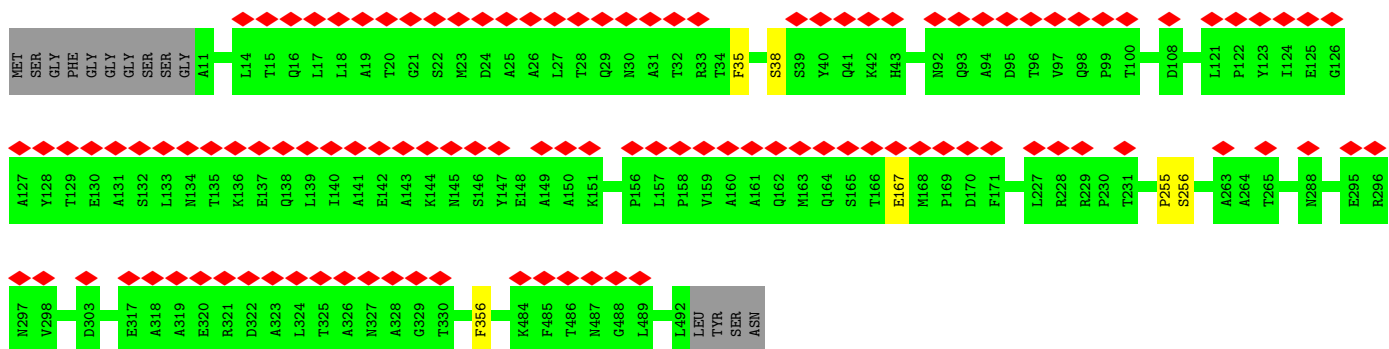 MET SER GLY PHE GLY GLY GLY SER SER GLY A11 L14 T15 Q16 L17 L18 A19 T20 G21 S22 M23 D24 A25 A26 L27 T28 Q29 N30 A31 T32 R33 T34 F35 S38 S39 Y40 Q41 K42 H43 N92 Q93 A94 D95 T96 V97 Q98 P99 T100 D108 L121 P122 Y123 I124 E125 G126
A127 Y128 T129 E130 A131 S132 L133 N134 T135 K136 E137 Q138 L139 I140 A141 E142 A143 K144 N145 S146 Y147 E148 A149 A150 K151 P156 L157 P158 V159 A160 A161 Q162 M163 Q164 S165 T166 E167 M168 P169 D170 F171 L227 R228 R229 P230 T231 P255 S256 A263 A264 T265 N288 E295 R296
N297 V298 D303 E317 A318 A319 E320 R321 D322 A323 L324 T325 A326 N327 A328 G329 T330 F356 K484 F485 T486 N487 G488 L489 L492 LEU TYR SER ASN